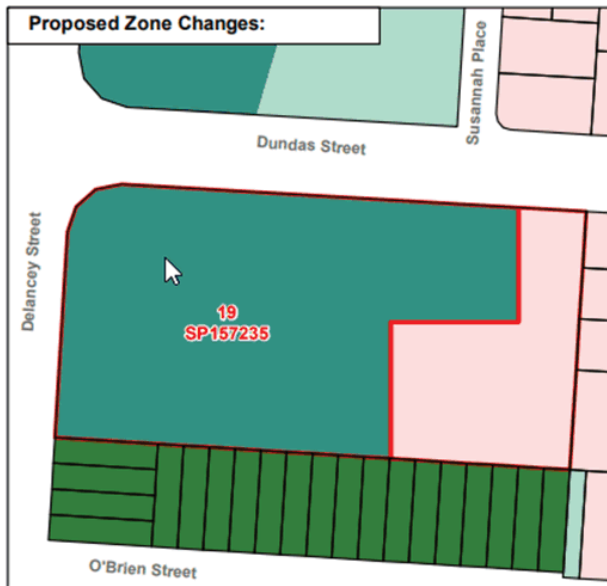 Proposed Zone Changes:
Susannah Place
Dundas Street
Delancey Street
19
SP157235
O'Brien Street